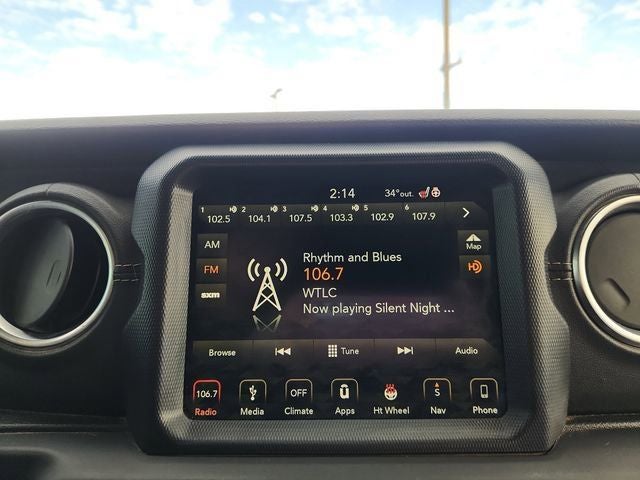 2:14 34°out.
1 2 3 4 5 6
102.5 104.1 107.5 103.3 102.9 107.9
AM Map
Rhythm and Blues
FM 106.7 HD
WTLC
SXM
Now playing Silent Night ...
Browse Tune Audio
106.7 OFF S
Radio Media Climate Apps Ht Wheel Nav Phone